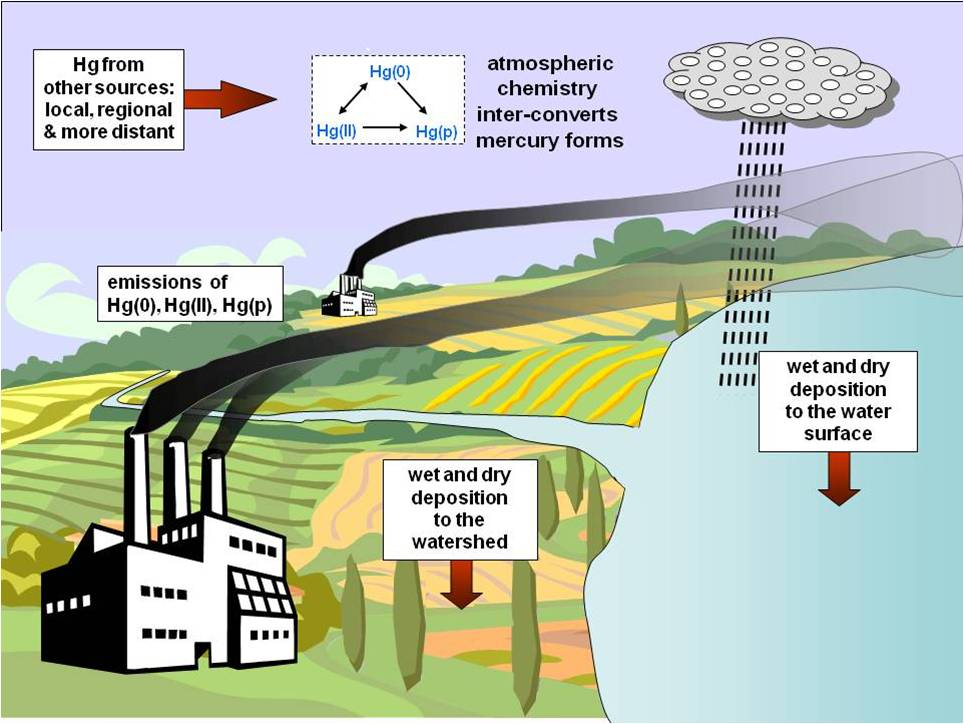 Hg from
other sources:
local, regional
& more distant
Hg(0)
Hg(II)
Hg(p)
atmospheric
chemistry
inter-converts
mercury forms
emissions of
Hg(0), Hg(II), Hg(p)
wet and dry
deposition
to the water
surface
wet and dry
deposition
to the
watershed